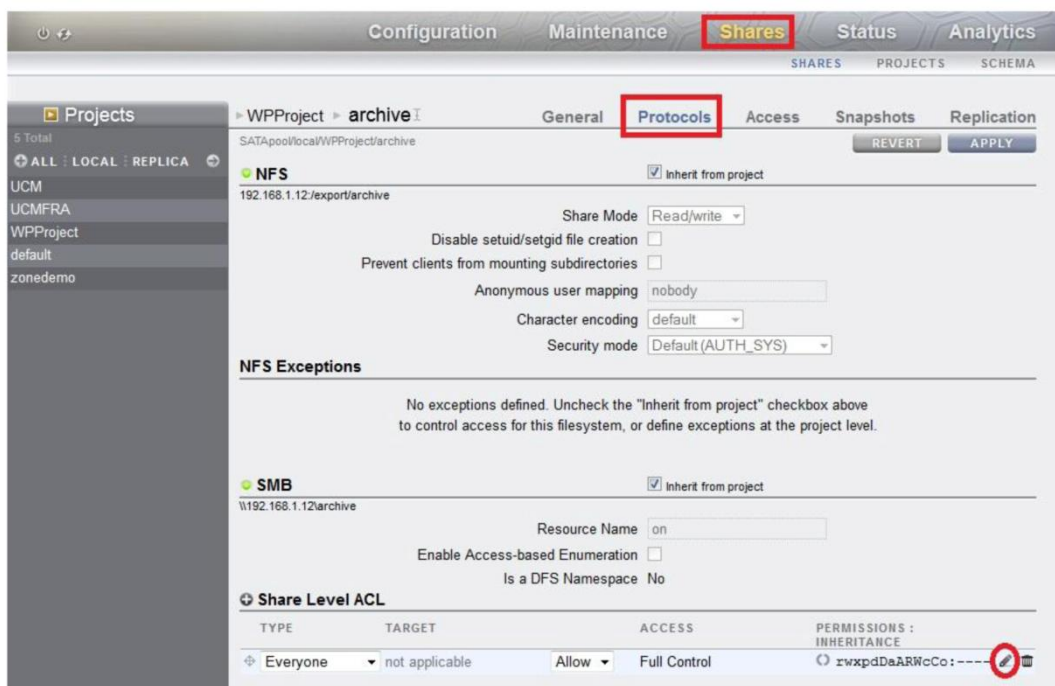 Configuration Maintenance Shares Status Analytics
SHARES PROJECTS SCHEMA
Projects
5 Total
ALL LOCAL REPLICA
UCM
UCMFRA
WPProject
default
zonedemo
WPProject archive
General Protocols Access Snapshots Replication
SATApool/local/WPProject/archive
REVERT APPLY
NFS Inherit from project
192.168.1.12:/export/archive
Share Mode Read/write
Disable setuid/setgid file creation
Prevent clients from mounting subdirectories
Anonymous user mapping nobody
Character encoding default
Security mode Default (AUTH_SYS)
NFS Exceptions
No exceptions defined. Uncheck the "Inherit from project" checkbox above
to control access for this filesystem, or define exceptions at the project level.
SMB Inherit from project
\\192.168.1.12\archive
Resource Name on
Enable Access-based Enumeration
Is a DFS Namespace No
Share Level ACL
TYPE TARGET ACCESS PERMISSIONS :
INHERITANCE
Everyone not applicable Allow Full Control rwxpdDaARWcCo:----